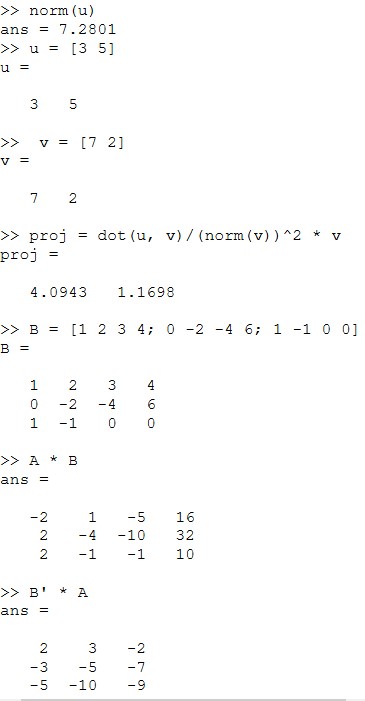 >> norm(u)
ans = 7.2801
>> u = [3 5]
u =
3 5
>> v = [7 2]
v =
7 2
>> proj = dot(u, v)/(norm(v))^2 * v
proj =
4.0943 1.1698
>> B = [1 2 3 4; 0 -2 -4 6; 1 -1 0 0]
B =
1 2 3 4
0 -2 -4 6
1 -1 0 0
>> A * B
ans =
-2 1 -5 16
2 -4 -10 32
2 -1 -1 10
>> B' * A
ans =
2 3 -2
-3 -5 -7
-5 -10 -9